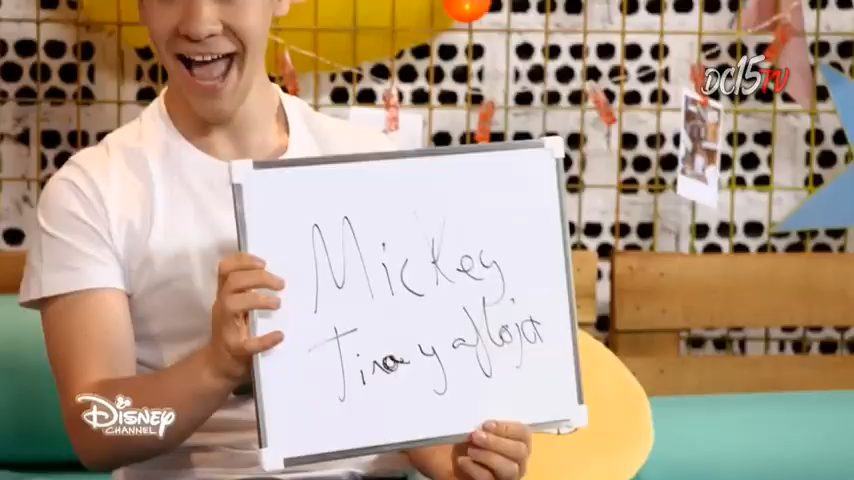 DC15TV
Mickey
Tira y afloja
Disney
CHANNEL